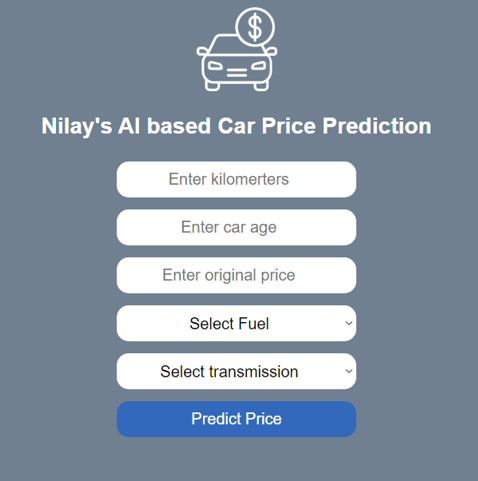 $
Nilay's AI based Car Price Prediction
Enter kilomerters
Enter car age
Enter original price
Select Fuel
Select transmission
Predict Price